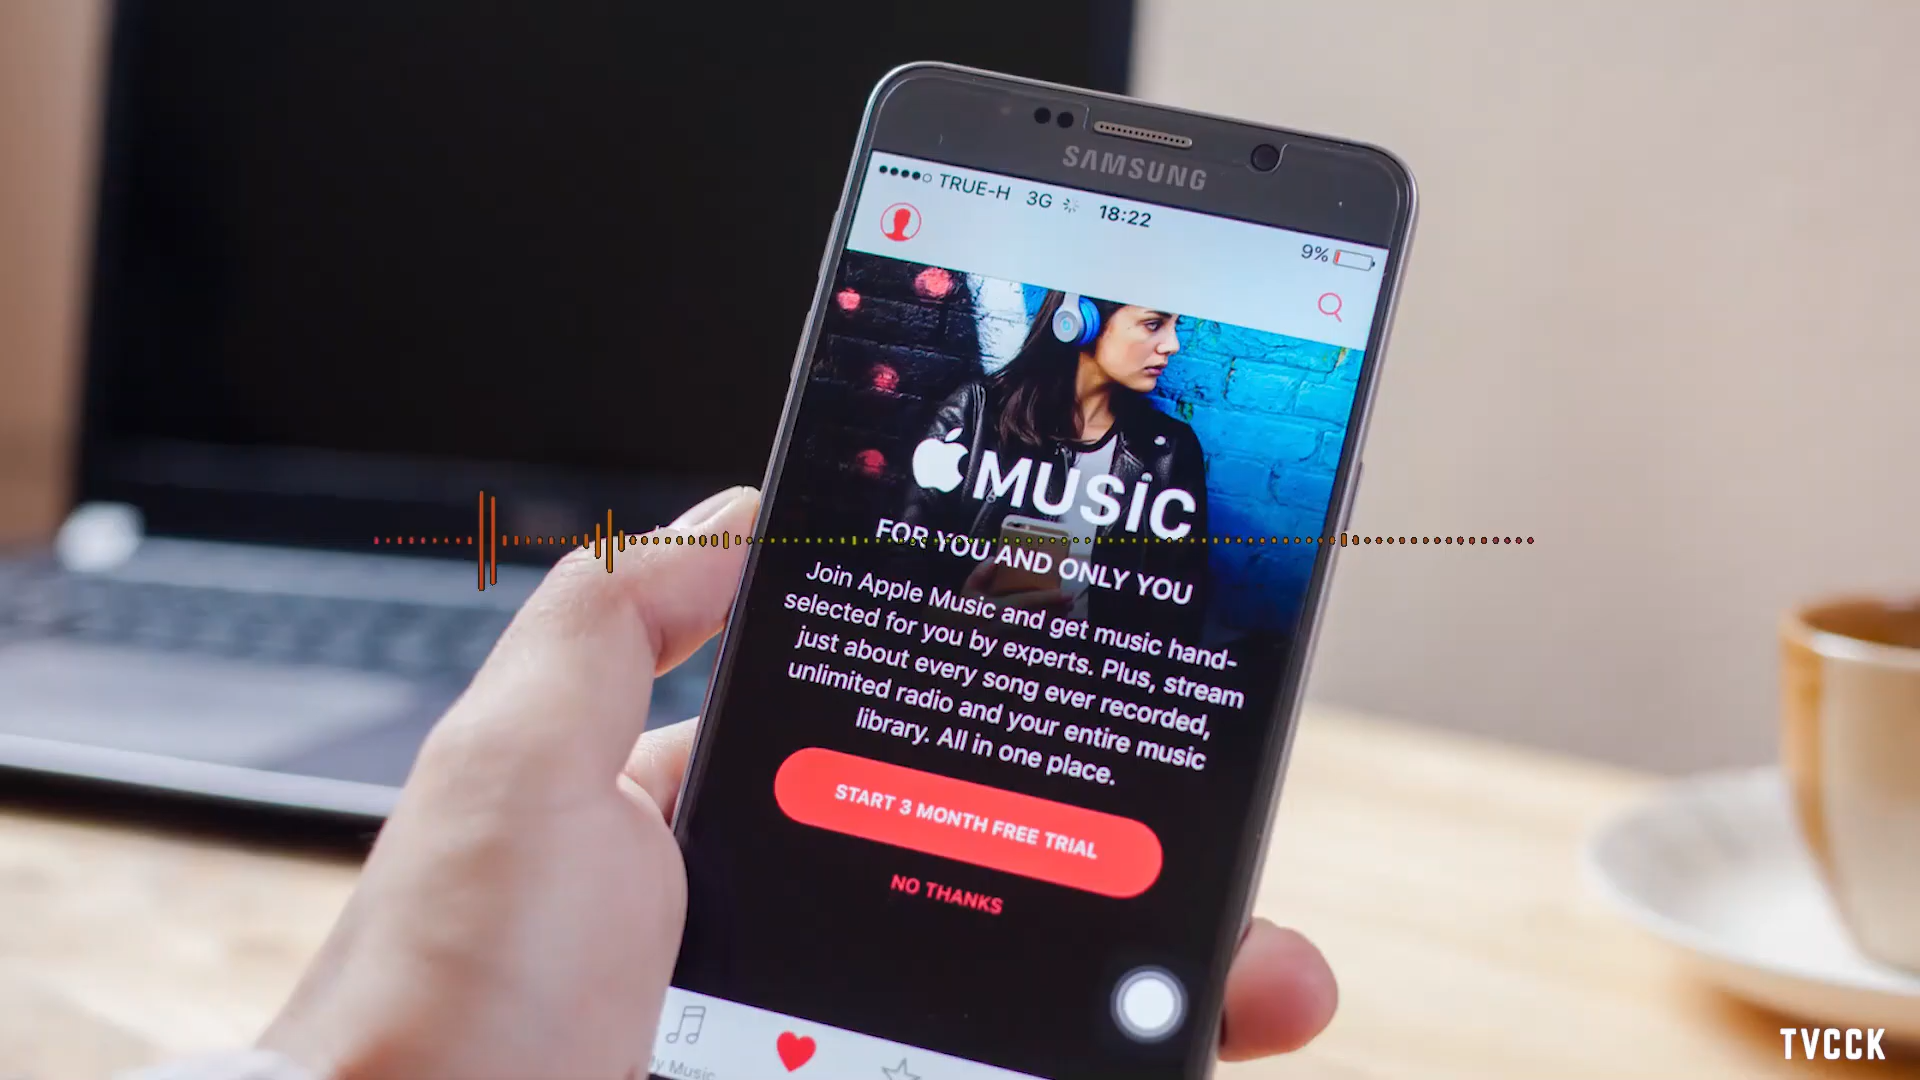 SAMSUNG
TRUE-H 3G 18:22
9%
MUSIC
FOR YOU AND ONLY YOU
Join Apple Music and get music hand-
selected for you by experts. Plus, stream
just about every song ever recorded,
unlimited radio and your entire music
library. All in one place.
START 3 MONTH FREE TRIAL
NO THANKS
My Music
TVCCK